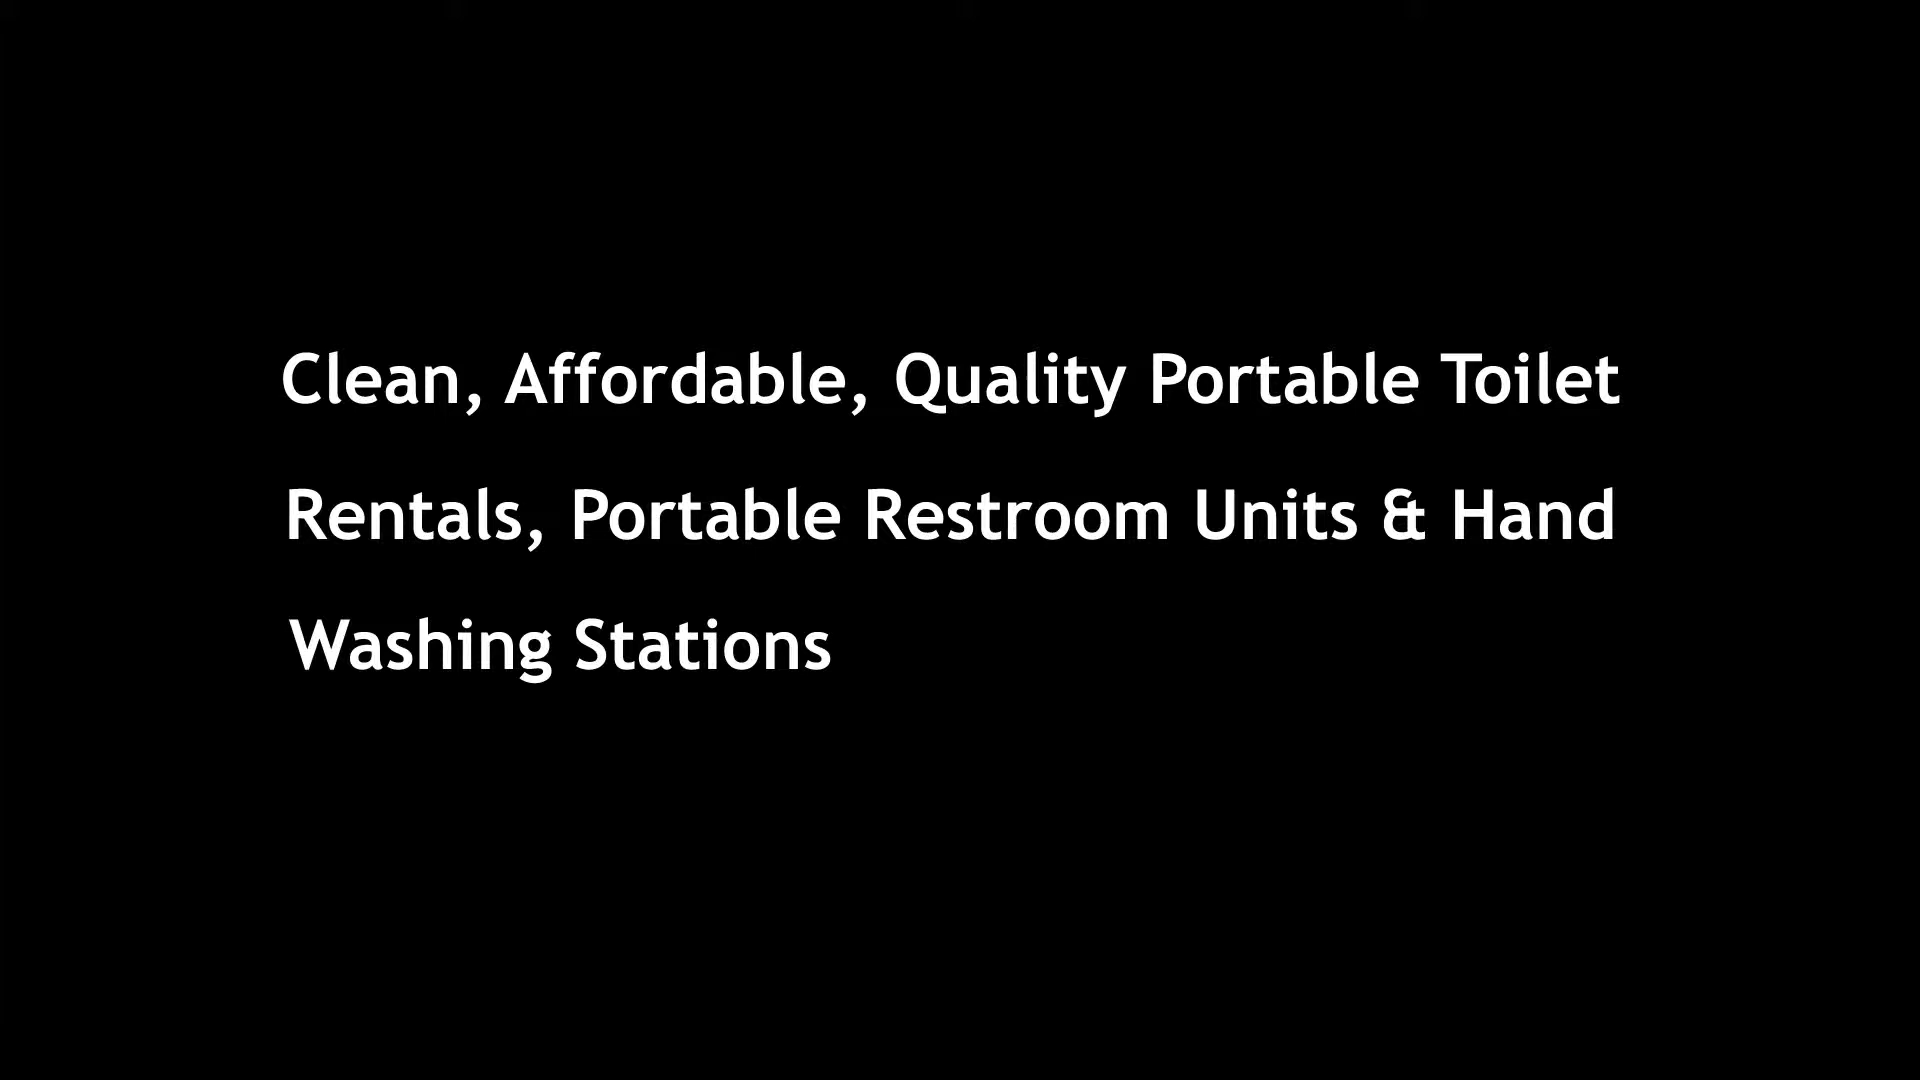 Clean, Affordable, Quality Portable Toilet
Rentals, Portable Restroom Units & Hand
Washing Stations